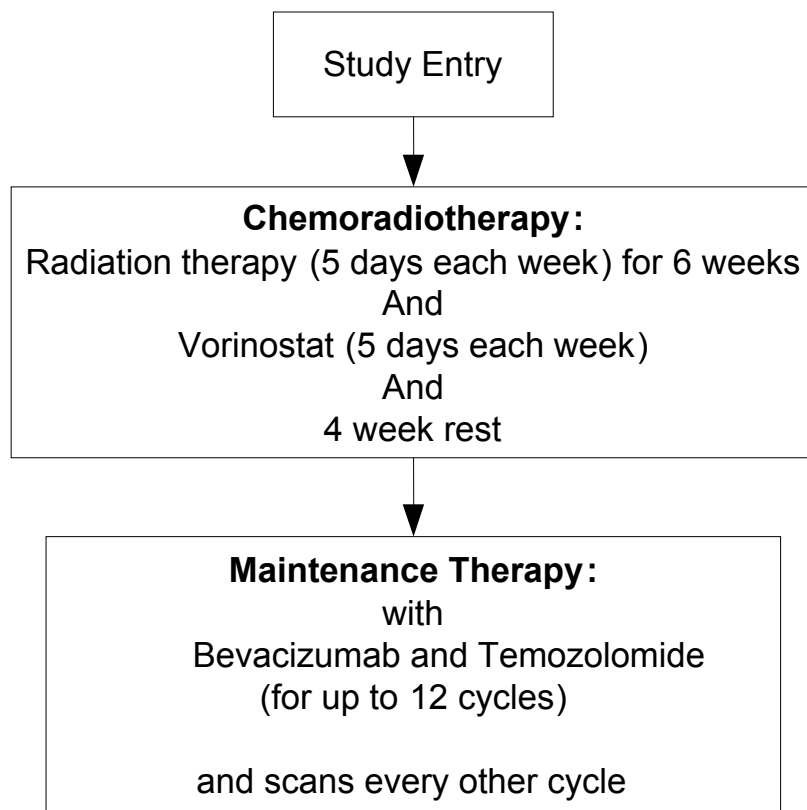 Study Entry
Chemoradiotherapy:
Radiation therapy (5 days each week) for 6 weeks
And
Vorinostat (5 days each week)
And
4 week rest
Maintenance Therapy:
with
Bevacizumab and Temozolomide
(for up to 12 cycles)
and scans every other cycle